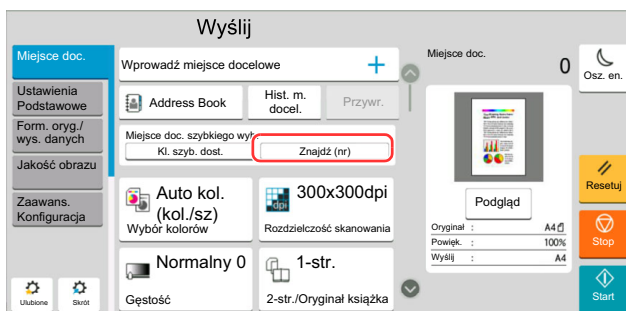 Wyślij
Miejsce doc.
Ustawienia
Podstawowe
Form. oryg./
wys. danych
Jakość obrazu
Zaawans.
Konfiguracja
Ulubione
Skrót
Wprowadź miejsce docelowe
Address Book
Hist. m.
docel.
Przywr.
Miejsce doc. szybkiego wyb.
Kl. szyb. dost.
Znajdź (nr)
Auto kol.
(kol./sz)
Wybór kolorów
dpi
300x300dpi
Rozdzielczość skanowania
Normalny 0
Gęstość
1-str.
2-str./Oryginał książka
Miejsce doc.
0
Podgląd
Oryginał : A4
Powięk. : 100%
Wyślij : A4
Osz. en.
Resetuj
Stop
Start